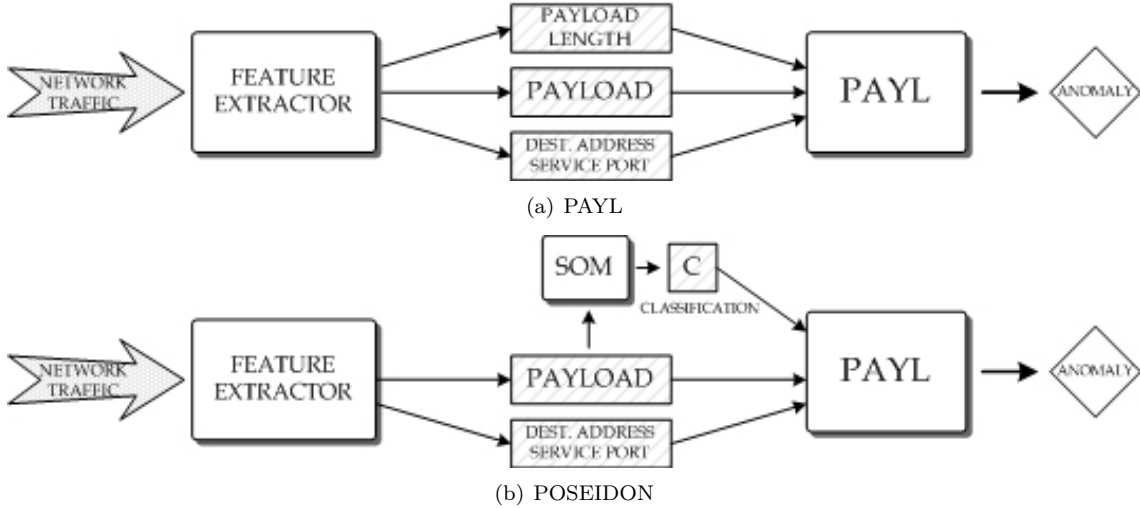 PAYLOAD
LENGTH
NETWORK
TRAFFIC
FEATURE
EXTRACTOR
PAYLOAD
PAYL
ANOMALY
DEST. ADDRESS
SERVICE PORT
(a) PAYL
SOM
C
CLASSIFICATION
NETWORK
TRAFFIC
FEATURE
EXTRACTOR
PAYLOAD
PAYL
ANOMALY
DEST. ADDRESS
SERVICE PORT
(b) POSEIDON